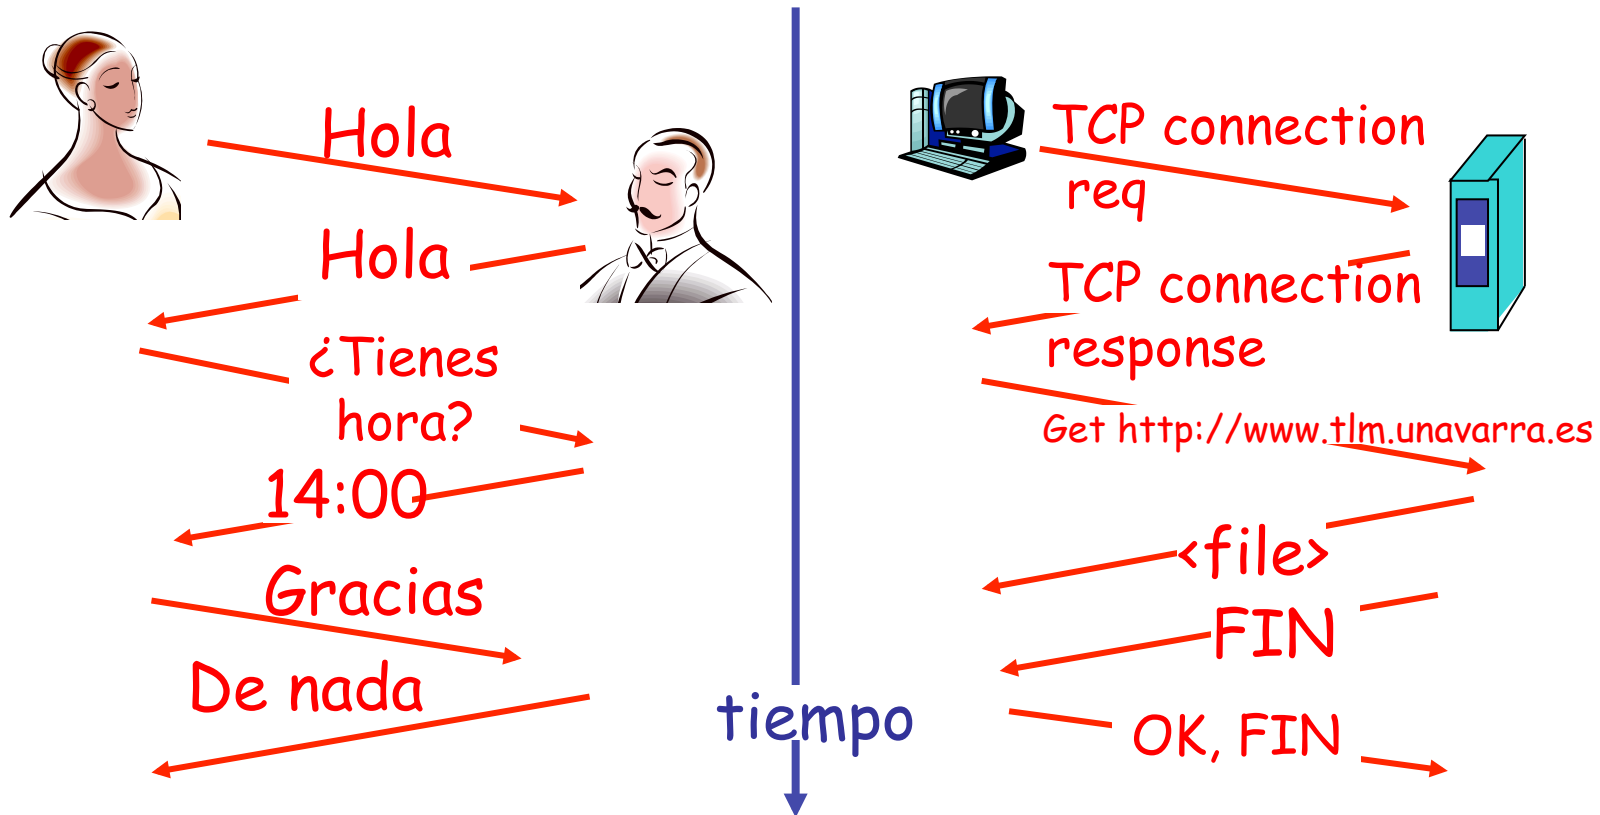 Hola
Hola
¿Tienes
hora?
14:00
Gracias
De nada
tiempo
TCP connection
req
TCP connection
response
Get http://www.tlm.unavarra.es
<file>
FIN
OK, FIN